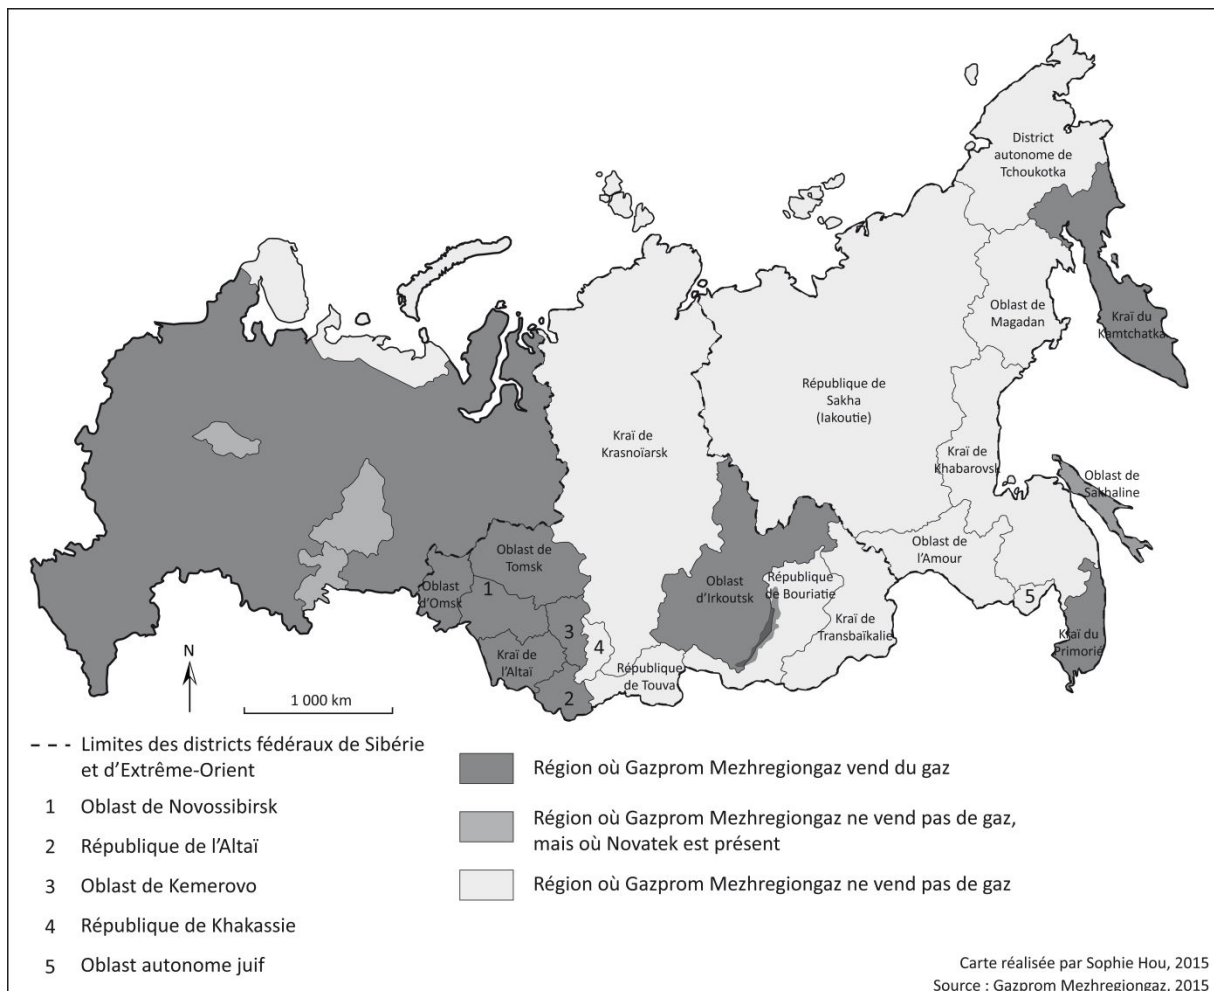 District
autonome de
Tchoukotka
Oblast de
Magadan
Kraï du
Kamtchatka
République de
Sakha
(Iakoutie)
Kraï de
Krasnoïarsk
Kraï de
Khabarovsk
Oblast de
Sakhaline
Oblast de
l'Amour
Oblast de
Tomsk
Oblast
d'Omsk
1
Oblast
d'Irkoutsk
République
de Bouriatie
5
3
4
Kraï de
Transbaïkalie
Kraï du
Primorié
Kraï de
l'Altaï
République
de Touva
2
N
1 000 km
Limites des districts fédéraux de Sibérie
et d'Extrême-Orient
1 Oblast de Novossibirsk
2 République de l'Altaï
3 Oblast de Kemerovo
4 République de Khakassie
5 Oblast autonome juif
Région où Gazprom Mezhregiongaz vend du gaz
Région où Gazprom Mezhregiongaz ne vend pas de gaz,
mais où Novatek est présent
Région où Gazprom Mezhregiongaz ne vend pas de gaz
Carte réalisée par Sophie Hou, 2015
Source : Gazprom Mezhregiongaz, 2015